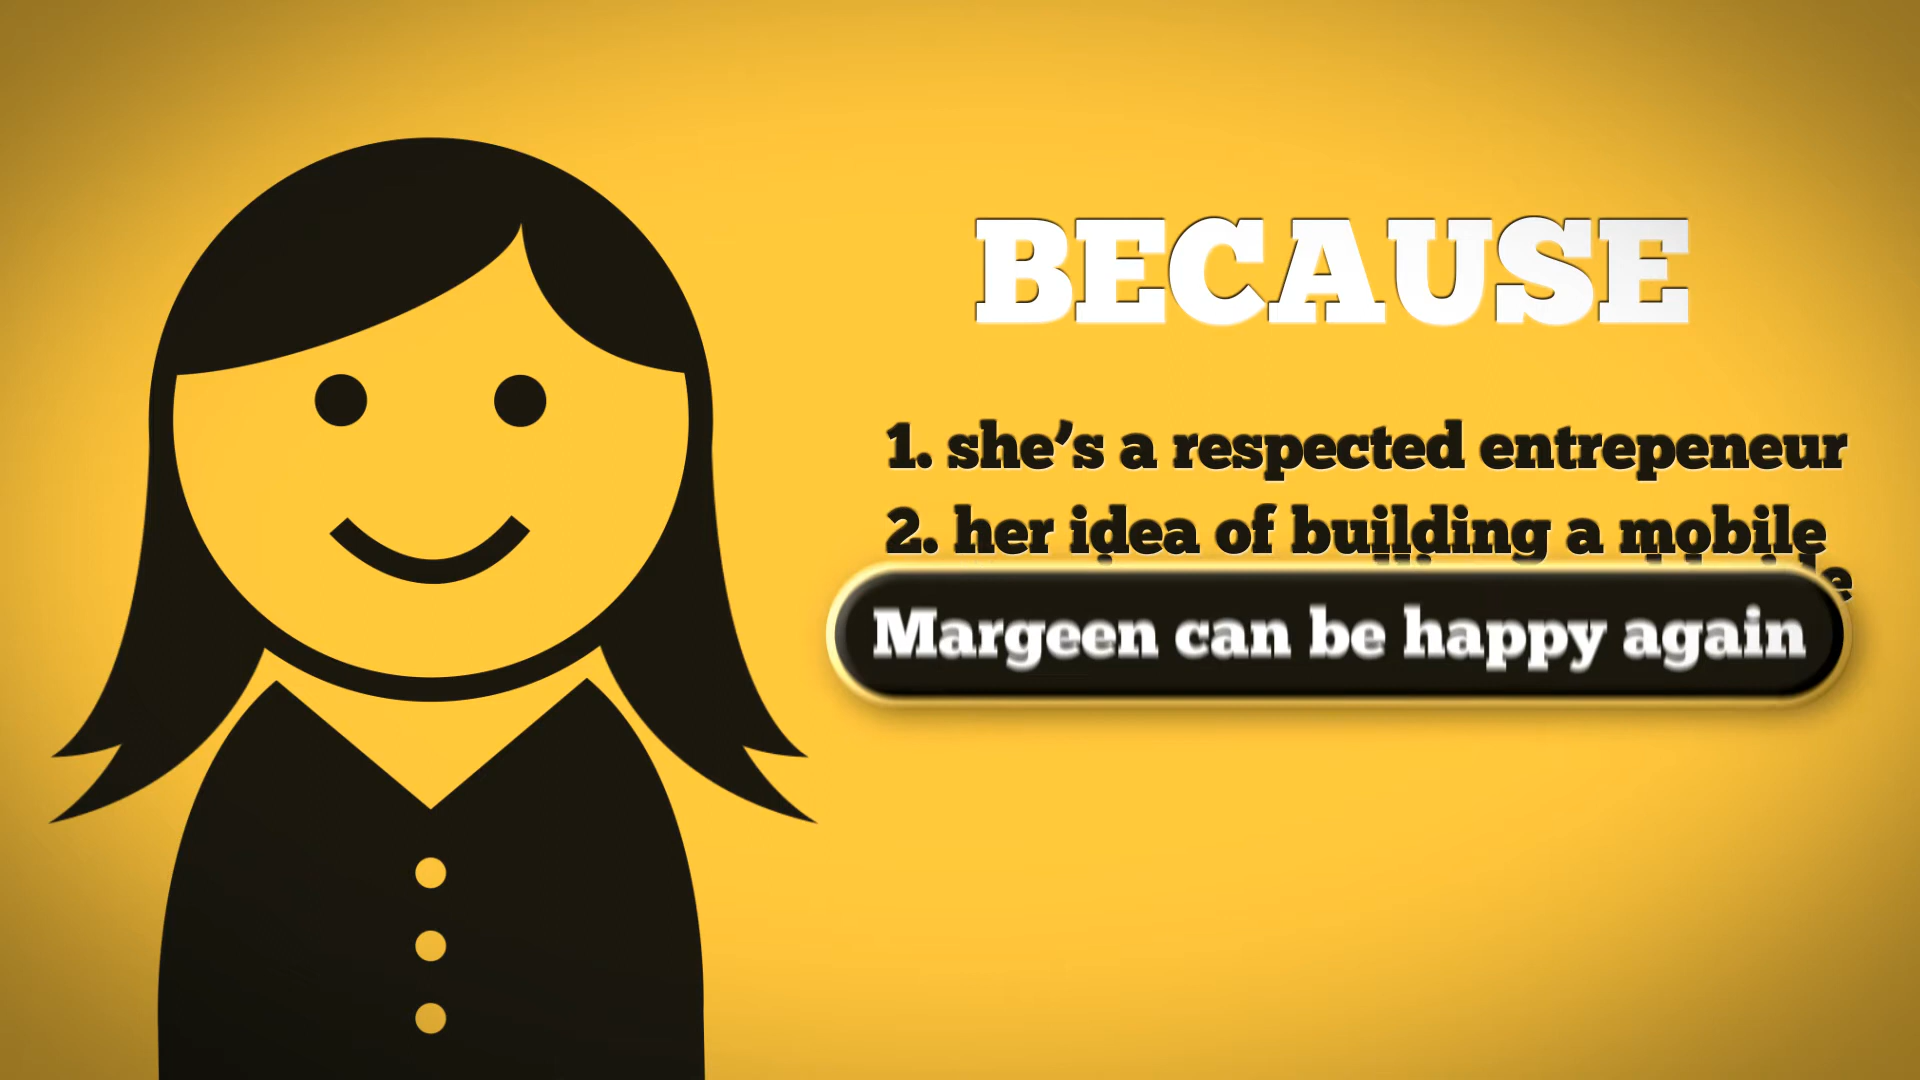 BECAUSE
1. she’s a respected entrepeneur
2. her idea of building a mobile
Margeen can be happy again